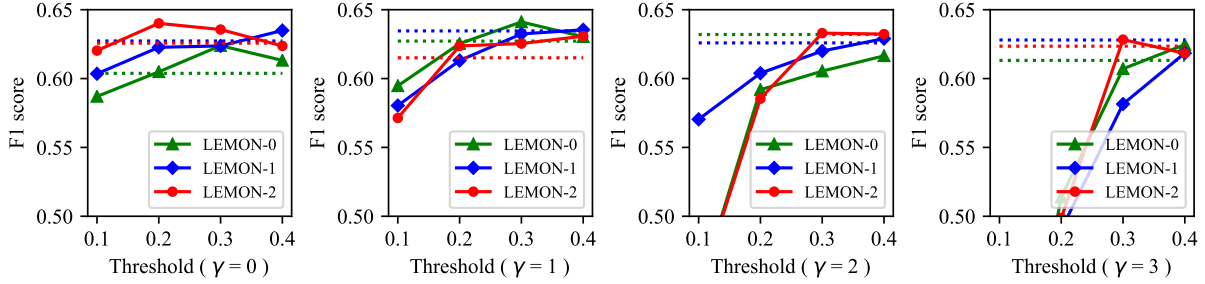 F1 score
0.65
0.60
0.55
0.50
LEMON-0
LEMON-1
LEMON-2
0.1 0.2 0.3 0.4
Threshold ( γ = 0 )
F1 score
0.65
0.60
0.55
0.50
LEMON-0
LEMON-1
LEMON-2
0.1 0.2 0.3 0.4
Threshold ( γ = 1 )
F1 score
0.65
0.60
0.55
0.50
LEMON-0
LEMON-1
LEMON-2
0.1 0.2 0.3 0.4
Threshold ( γ = 2 )
F1 score
0.65
0.60
0.55
0.50
LEMON-0
LEMON-1
LEMON-2
0.1 0.2 0.3 0.4
Threshold ( γ = 3 )